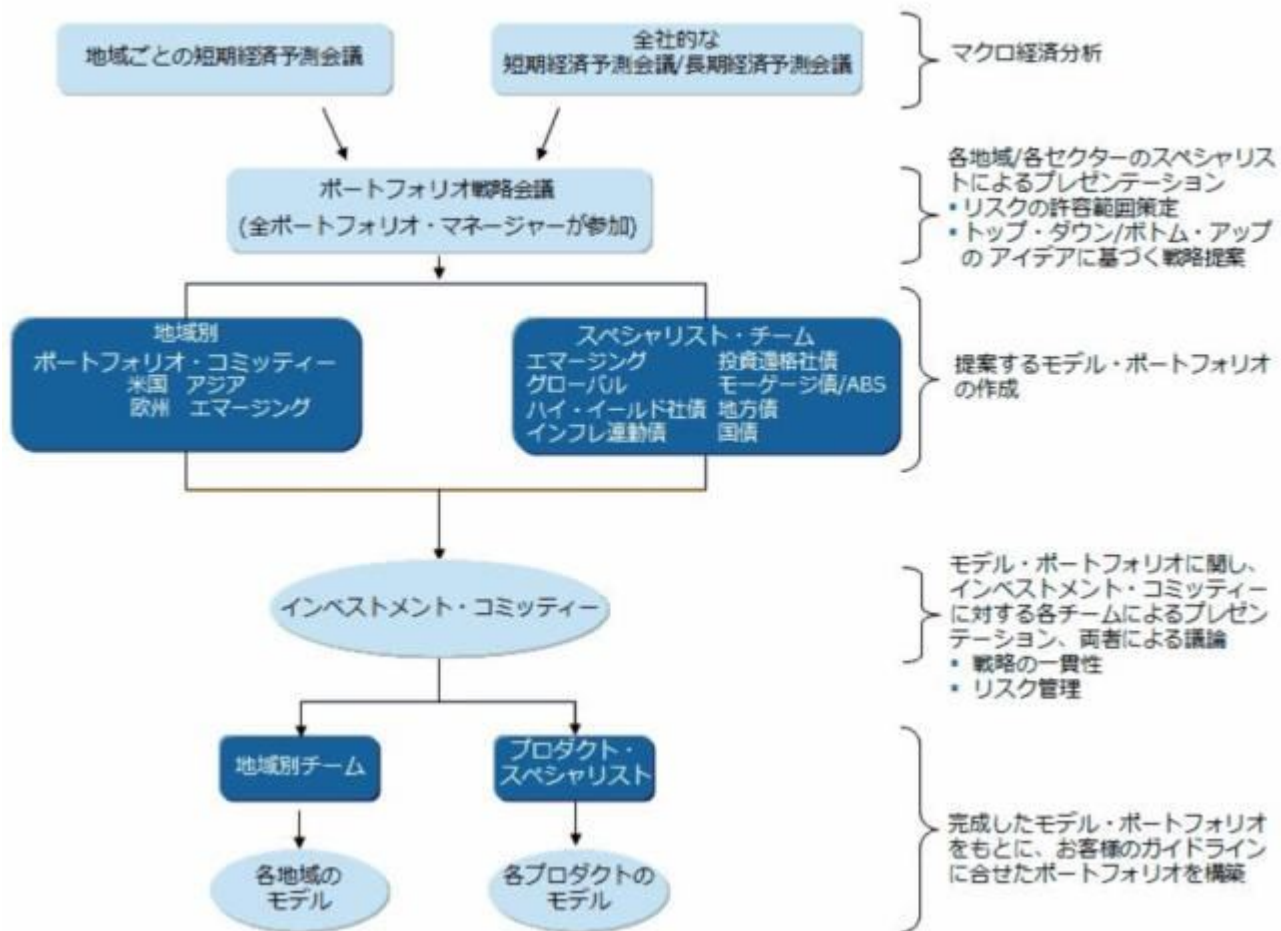 地域ごとの短期経済予測会議
全社的な
短期経済予測会議/長期経済予測会議
マクロ経済分析
ポートフォリオ戦略会議
(全ポートフォリオ・マネージャーが参加)
各地域/各セクターのスペシャリス
トによるプレゼンテーション
▪ リスクの許容範囲策定
▪ トップ・ダウン/ボトム・アップ
の アイデアに基づく戦略提案
地域別
ポートフォリオ・コミッティー
米国 アジア
欧州 エマージング
スペシャリスト・チーム
エマージング 投資適格社債
グローバル モーゲージ債/ABS
ハイ・イールド社債 地方債
インフレ連動債 国債
提案するモデル・ポートフォリオ
の作成
インベストメント・コミッティー
モデル・ポートフォリオに関し、
インベストメント・コミッティー
に対する各チームによるプレゼン
テーション、両者による議論
▪ 戦略の一貫性
▪ リスク管理
地域別チーム
プロダクト・
スペシャリスト
各地域の
モデル
各プロダクトの
モデル
完成したモデル・ポートフォリオ
をもとに、お客様のガイドライン
に合せたポートフォリオを構築